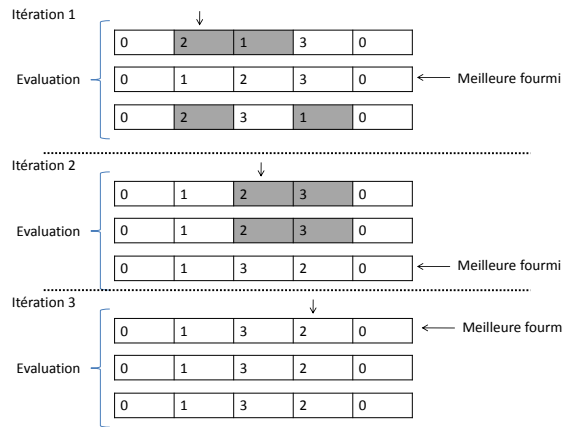 Itération 1
0 2 1 3 0
Evaluation 0 1 2 3 0 Meilleure fourmi
0 2 3 1 0
Itération 2
0 1 2 3 0
Evaluation 0 1 2 3 0
0 1 3 2 0 Meilleure fourmi
Itération 3
0 1 3 2 0 Meilleure fourm
Evaluation 0 1 3 2 0
0 1 3 2 0